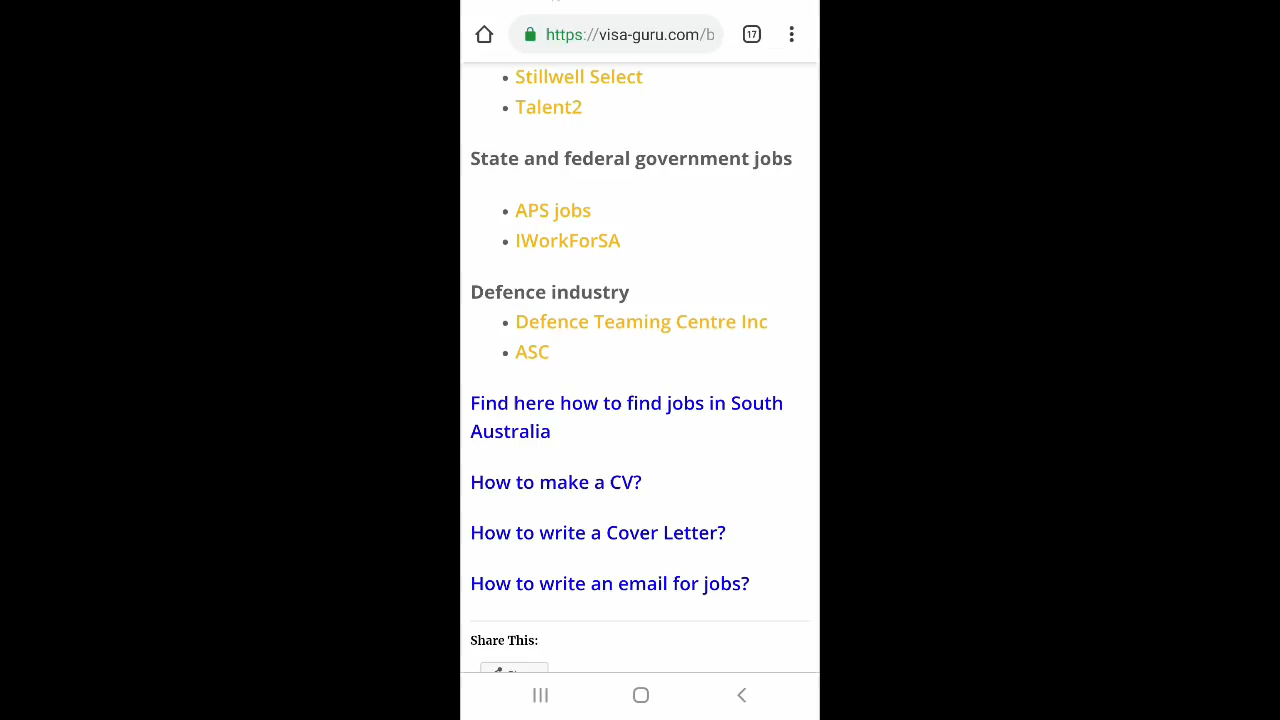 https://visa-guru.com/b
17
Stillwell Select
Talent2
State and federal government jobs
APS jobs
IWorkForSA
Defence industry
Defence Teaming Centre Inc
ASC
Find here how to find jobs in South
Australia
How to make a CV?
How to write a Cover Letter?
How to write an email for jobs?
Share This: